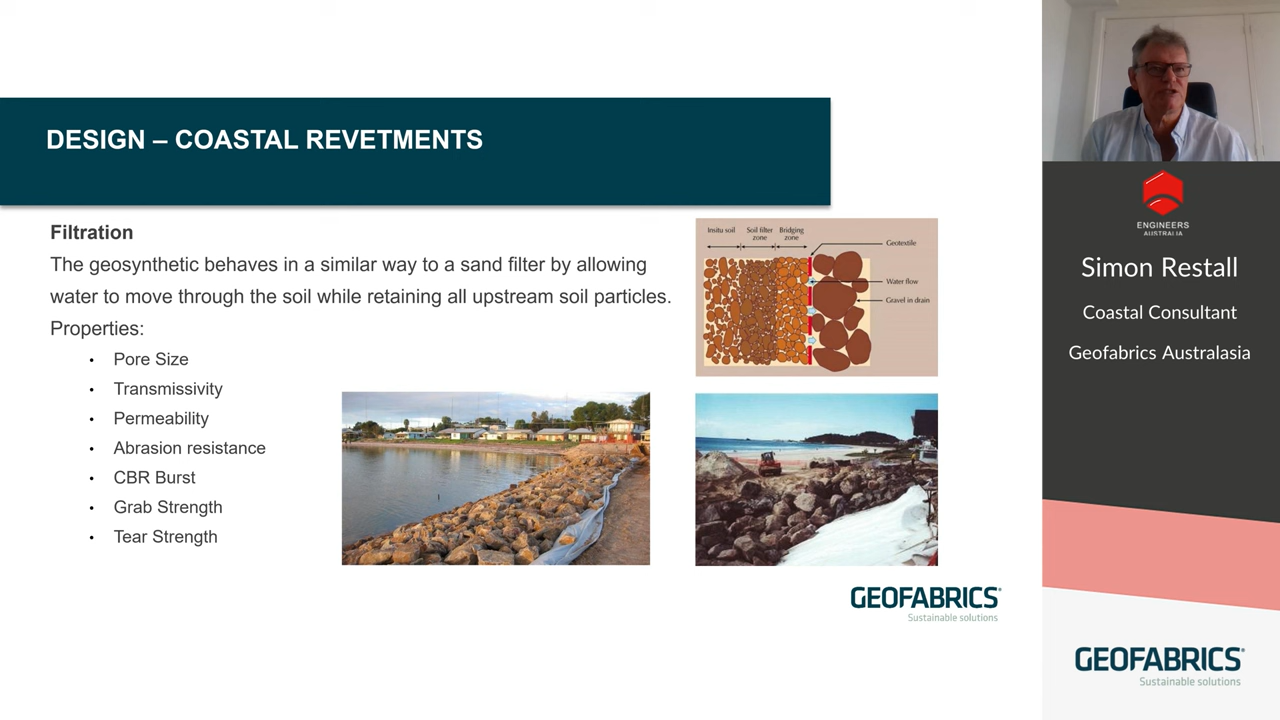 DESIGN – COASTAL REVETMENTS
Filtration
The geosynthetic behaves in a similar way to a sand filter by allowing
water to move through the soil while retaining all upstream soil particles.
Properties:
• Pore Size
• Transmissivity
• Permeability
• Abrasion resistance
• CBR Burst
• Grab Strength
• Tear Strength
Insitu soil
Soil filter
zone
Bridging
zone
Geotextile
Water flow
Gravel in drain
GEOFABRICS®
Sustainable solutions
ENGINEERS
AUSTRALIA
Simon Restall
Coastal Consultant
Geofabrics Australasia
GEOFABRICS®
Sustainable solutions